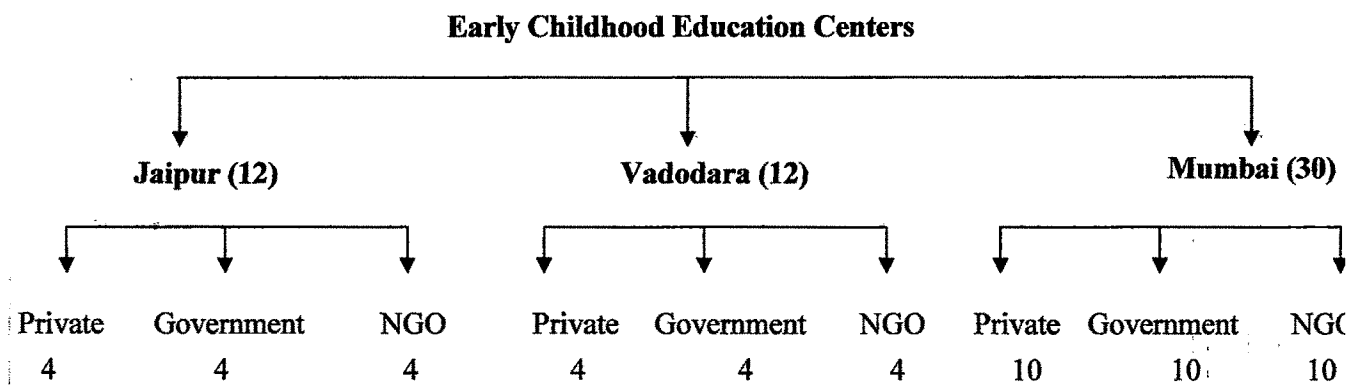 Early Childhood Education Centers
Jaipur (12) Vadodara (12) Mumbai (30)
Private Government NGO Private Government NGO Private Government NGO
4 4 4 4 4 4 10 10 10